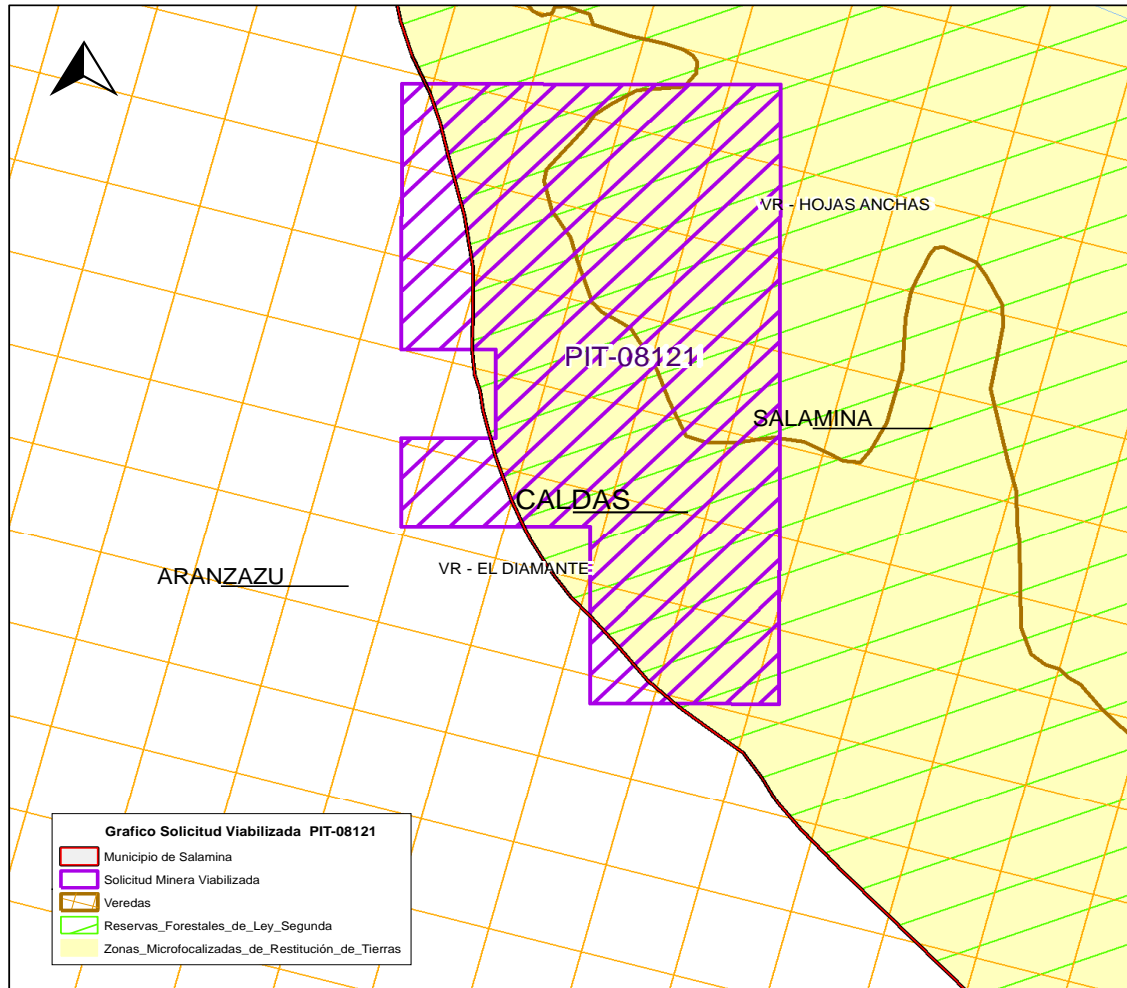 VR - HOJAS ANCHAS
PIT-08121
SALAMINA
CALDAS
VR - EL DIAMANTE
ARANZAZU
Grafico Solicitud Viabilizada PIT-08121
Municipio de Salamina
Solicitud Minera Viabilizada
Veredas
Reservas_Forestales_de_Ley_Segunda
Zonas_Microfocalizadas_de_Restitución_de_Tierras